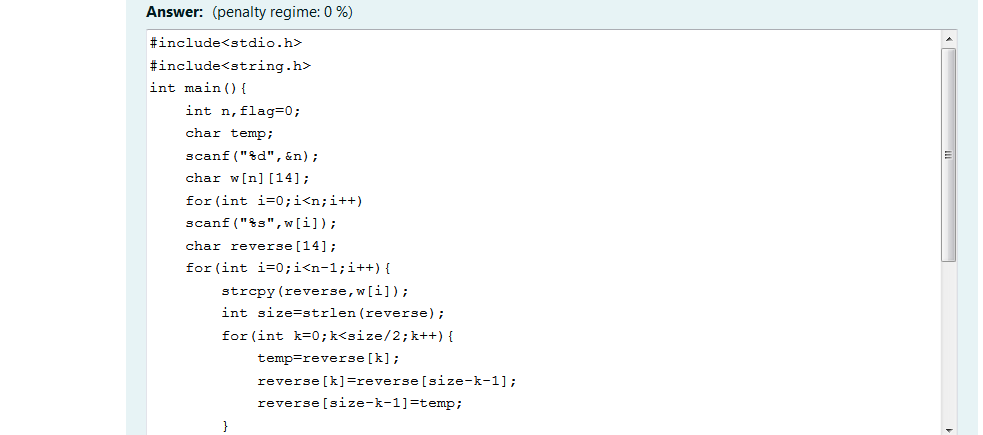 Answer: (penalty regime: 0 %)
#include<stdio.h>
#include<string.h>
int main(){
    int n,flag=0;
    char temp;
    scanf("%d",&n);
    char w[n][14];
    for(int i=0;i<n;i++)
    scanf("%s",w[i]);
    char reverse[14];
    for(int i=0;i<n-1;i++){
        strcpy(reverse,w[i]);
        int size=strlen(reverse);
        for(int k=0;k<size/2;k++){
            temp=reverse[k];
            reverse[k]=reverse[size-k-1];
            reverse[size-k-1]=temp;
        }